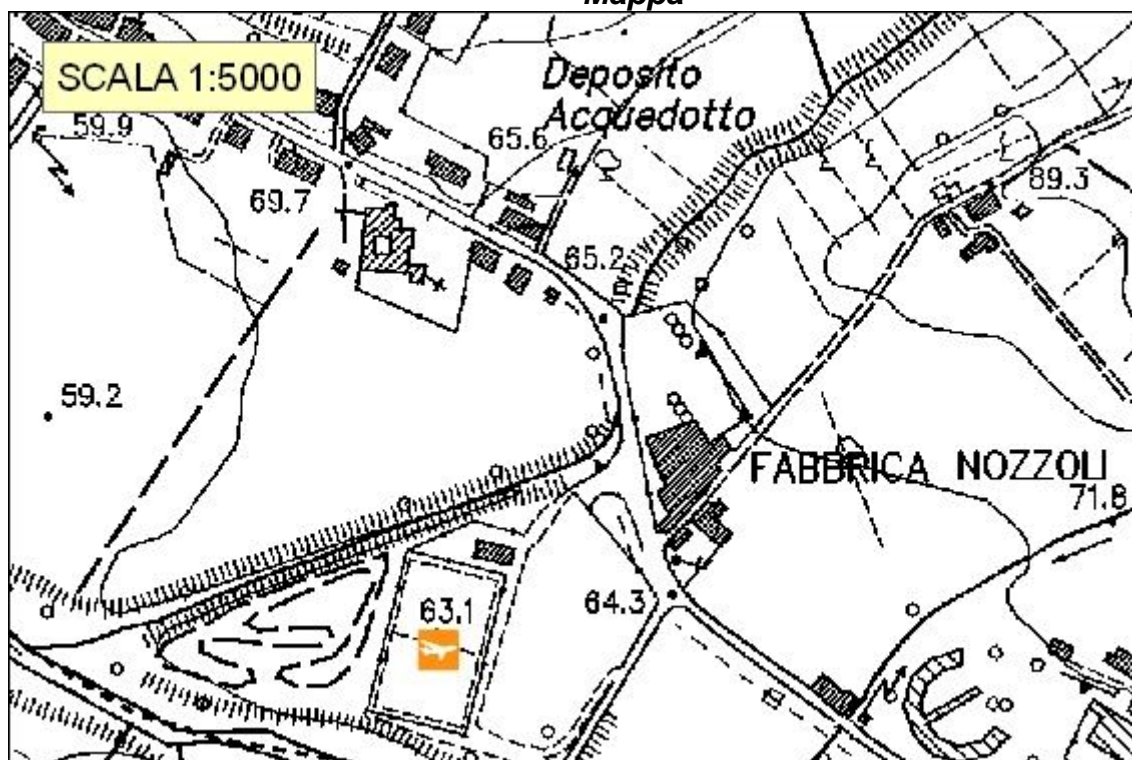 Mappa
SCALA 1:5000
Deposito
Acquedotto
59.9
65.6
69.7
89.3
65.2
59.2
FABBRICA NOZZOLI
71.8
63.1
64.3